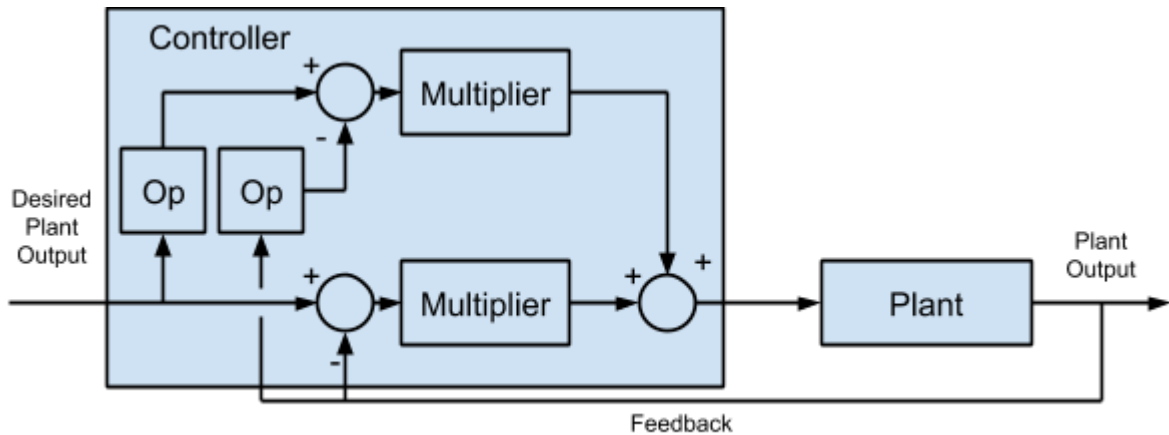 Controller
+
Multiplier
-
Op
Op
Desired
Plant
Output
+
Multiplier
-
+
+
Plant
Plant
Output
Feedback